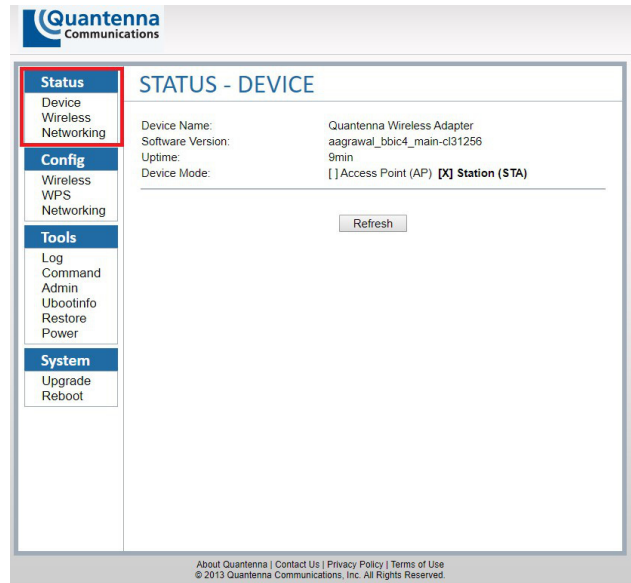 Quantenna
Communications
Status
Device
Wireless
Networking
Config
Wireless
WPS
Networking
Tools
Log
Command
Admin
Ubootinfo
Restore
Power
System
Upgrade
Reboot
STATUS - DEVICE
Device Name: Quantenna Wireless Adapter
Software Version: aagrawal_bbic4_main-cl31256
Uptime: 9min
Device Mode: [ ] Access Point (AP) [X] Station (STA)
Refresh
About Quantenna | Contact Us | Privacy Policy | Terms of Use
© 2013 Quantenna Communications, Inc. All Rights Reserved.